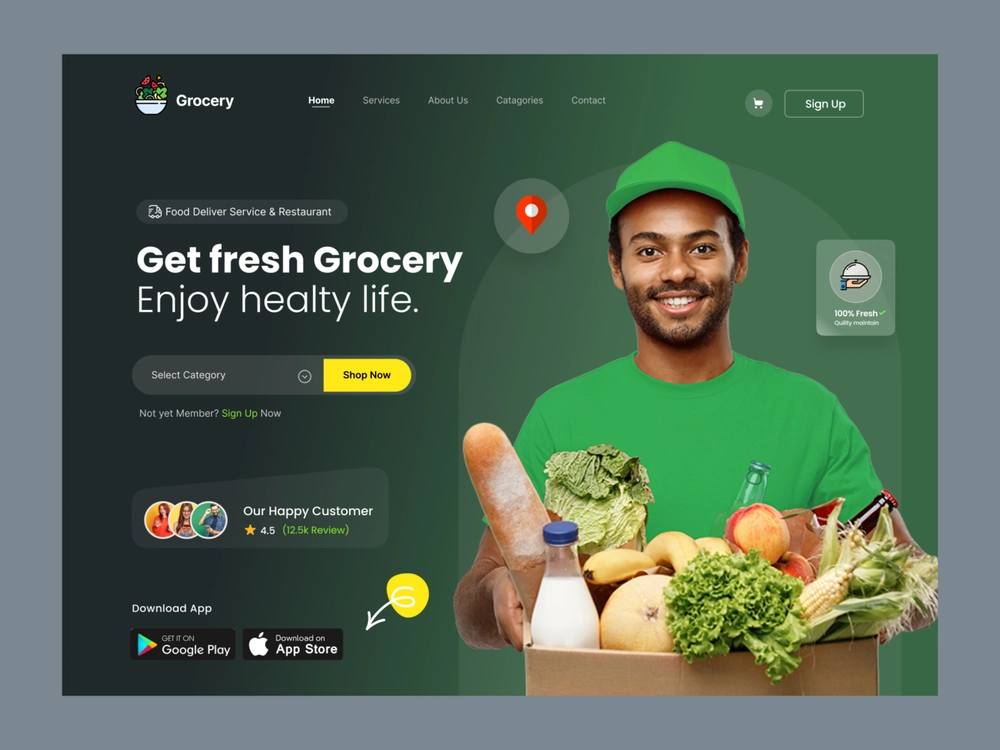 Grocery
Home Services About Us Catagories Contact
Sign Up
Food Deliver Service & Restaurant
Get fresh Grocery
Enjoy healty life.
100% Fresh
Quility maintain
Select Category
Shop Now
Not yet Member? Sign Up Now
Our Happy Customer
4.5 (12.5k Review)
Download App
GET IT ON
Google Play
Download on
App Store